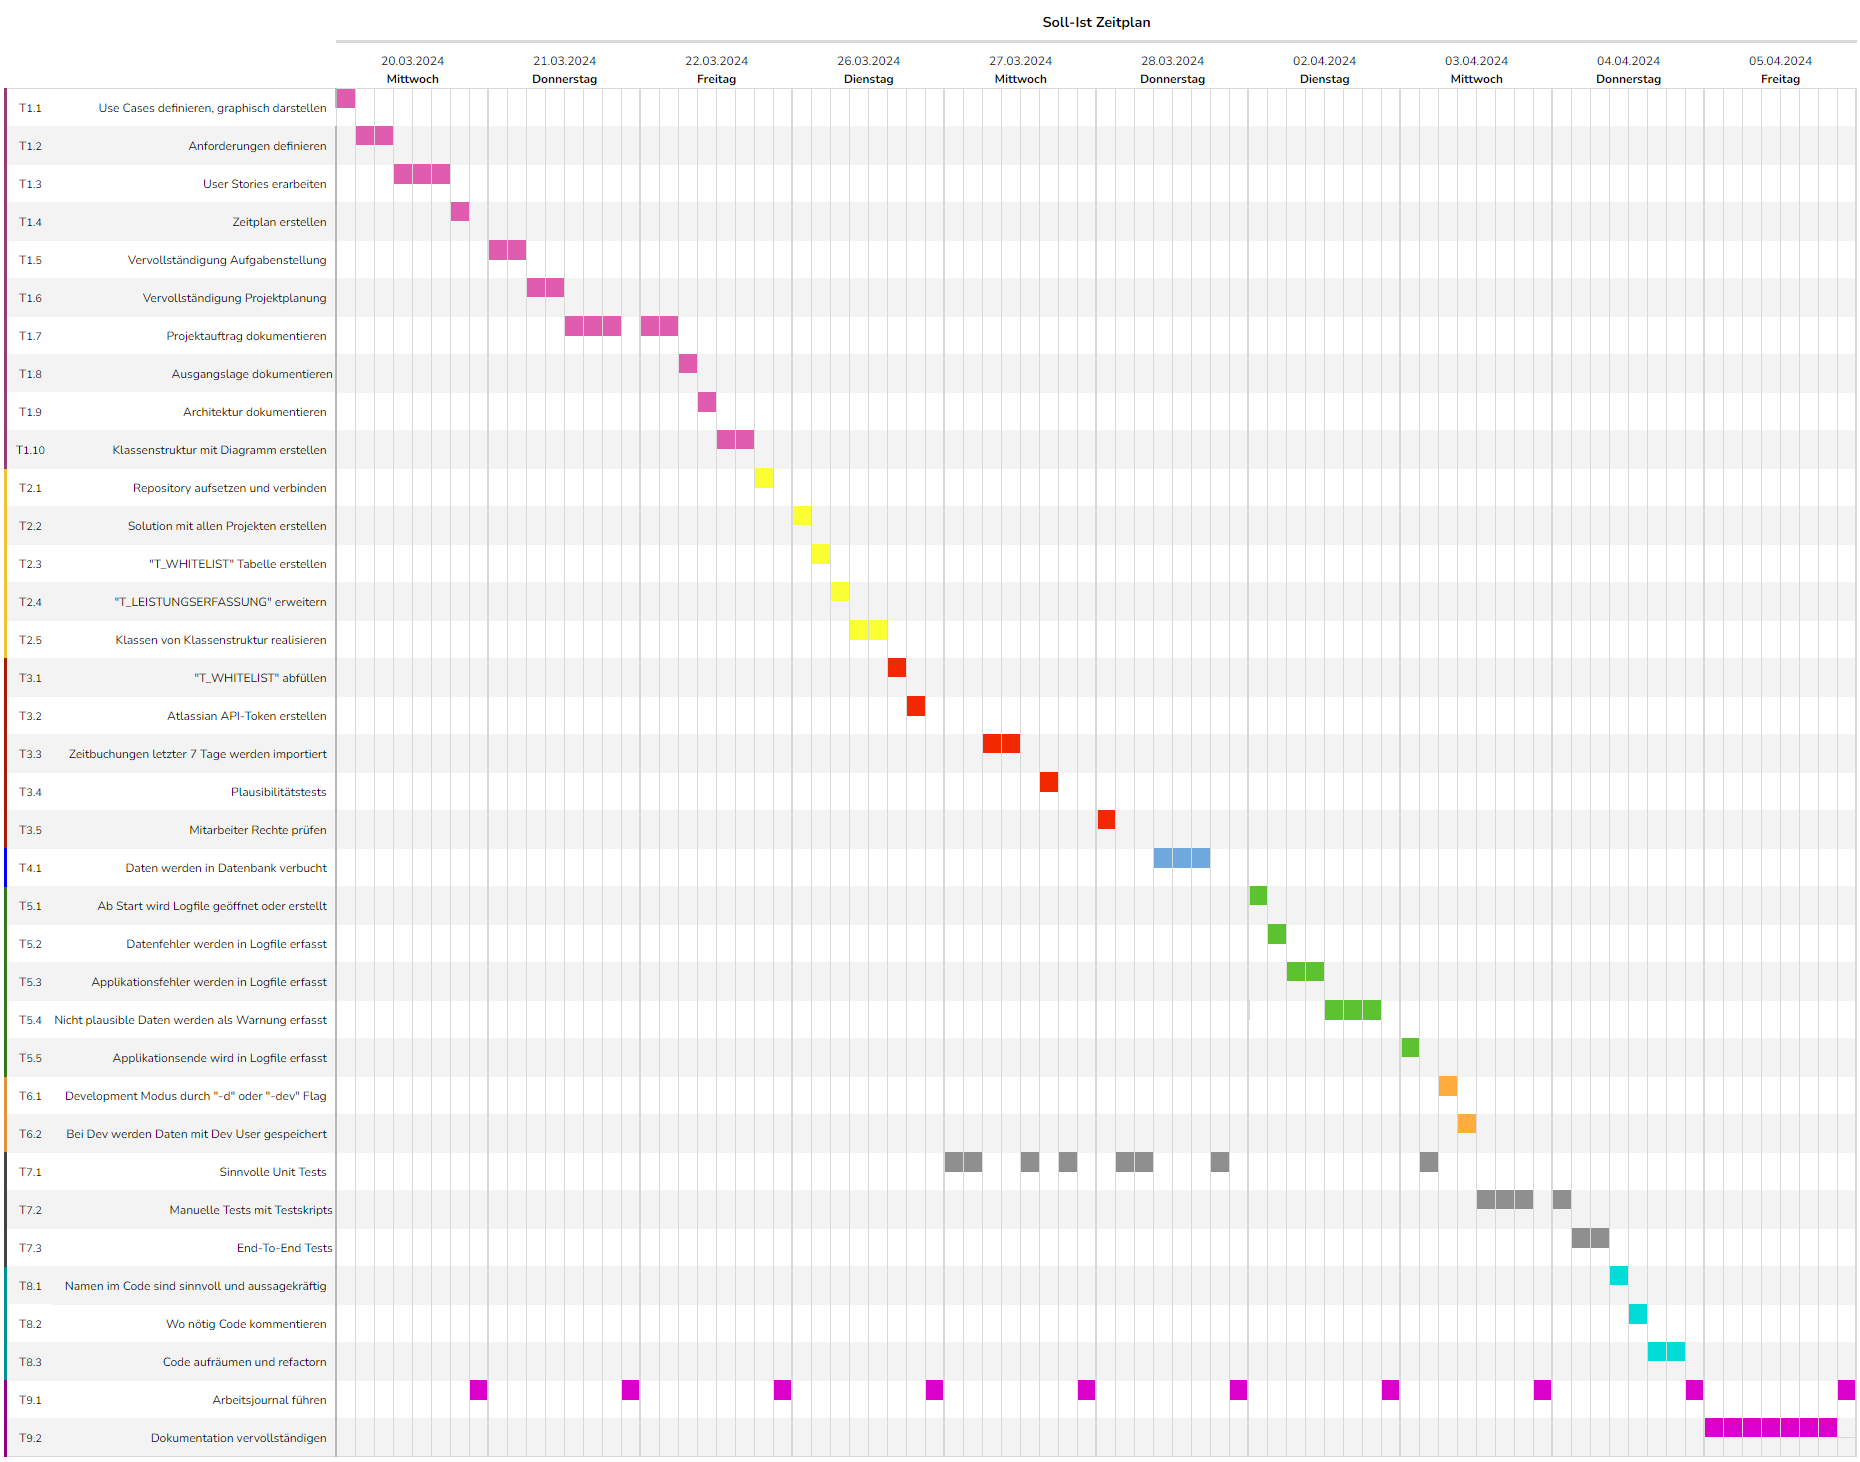 Soll-Ist Zeitplan
20.03.2024 21.03.2024 22.03.2024 26.03.2024 27.03.2024 28.03.2024 02.04.2024 03.04.2024 04.04.2024 05.04.2024
Mittwoch Donnerstag Freitag Dienstag Mittwoch Donnerstag Dienstag Mittwoch Donnerstag Freitag
T1.1 Use Cases definieren, graphisch darstellen
T1.2 Anforderungen definieren
T1.3 User Stories erarbeiten
T1.4 Zeitplan erstellen
T1.5 Vervollständigung Aufgabenstellung
T1.6 Vervollständigung Projektplanung
T1.7 Projektauftrag dokumentieren
T1.8 Ausgangslage dokumentieren
T1.9 Architektur dokumentieren
T1.10 Klassenstruktur mit Diagramm erstellen
T2.1 Repository aufsetzen und verbinden
T2.2 Solution mit allen Projekten erstellen
T2.3 "T_WHITELIST" Tabelle erstellen
T2.4 "T_LEISTUNGSERFASSUNG" erweitern
T2.5 Klassen von Klassenstruktur realisieren
T3.1 "T_WHITELIST" abfüllen
T3.2 Atlassian API-Token erstellen
T3.3 Zeitbuchungen letzter 7 Tage werden importiert
T3.4 Plausibilitätstests
T3.5 Mitarbeiter Rechte prüfen
T4.1 Daten werden in Datenbank verbucht
T5.1 Ab Start wird Logfile geöffnet oder erstellt
T5.2 Datenfehler werden in Logfile erfasst
T5.3 Applikationsfehler werden in Logfile erfasst
T5.4 Nicht plausible Daten werden als Warnung erfasst
T5.5 Applikationsende wird in Logfile erfasst
T6.1 Development Modus durch "-d" oder "-dev" Flag
T6.2 Bei Dev werden Daten mit Dev User gespeichert
T7.1 Sinnvolle Unit Tests
T7.2 Manuelle Tests mit Testskripts
T7.3 End-To-End Tests
T8.1 Namen im Code sind sinnvoll und aussagekräftig
T8.2 Wo nötig Code kommentieren
T8.3 Code aufräumen und refactorn
T9.1 Arbeitsjournal führen
T9.2 Dokumentation vervollständigen